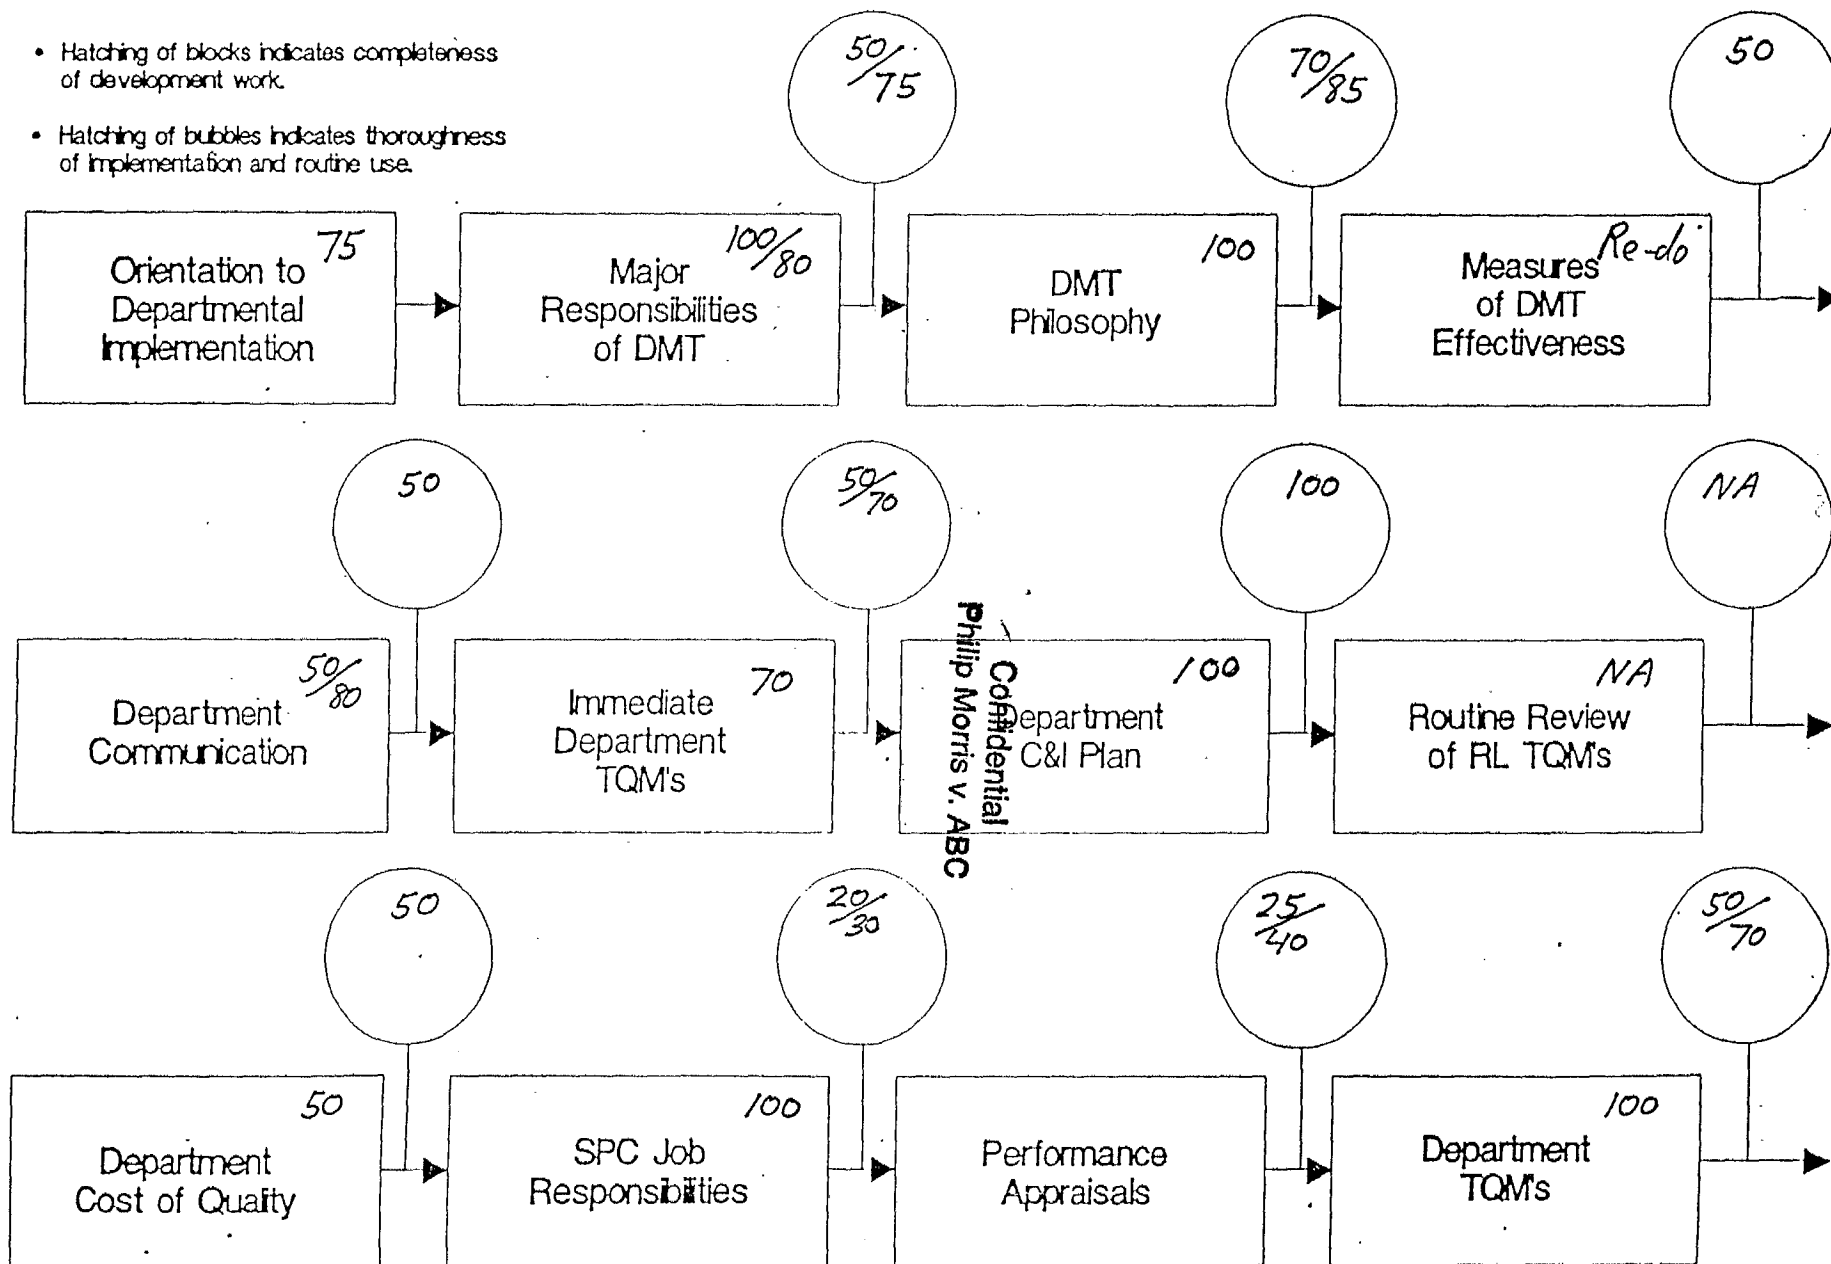 • Hatching of blocks indicates completeness
of development work.
• Hatching of bubbles indicates thoroughness
of implementation and routine use.
50/75
70/85
50
Orientation to
Departmental
Implementation
75
Major
Responsibilities
of DMT
100/80
DMT
Philosophy
100
Measures
of DMT
Effectiveness
Re-do
50
50/70
100
NA
Department
Communication
50/80
Immediate
Department
TQM's
70
Department
C&I Plan
100
Routine Review
of RL TQM's
NA
Confidential
Philip Morris v. ABC
50
20/30
25/40
50/70
Department
Cost of Quality
50
SPC Job
Responsibilities
100
Performance
Appraisals
Department
TQM's
100